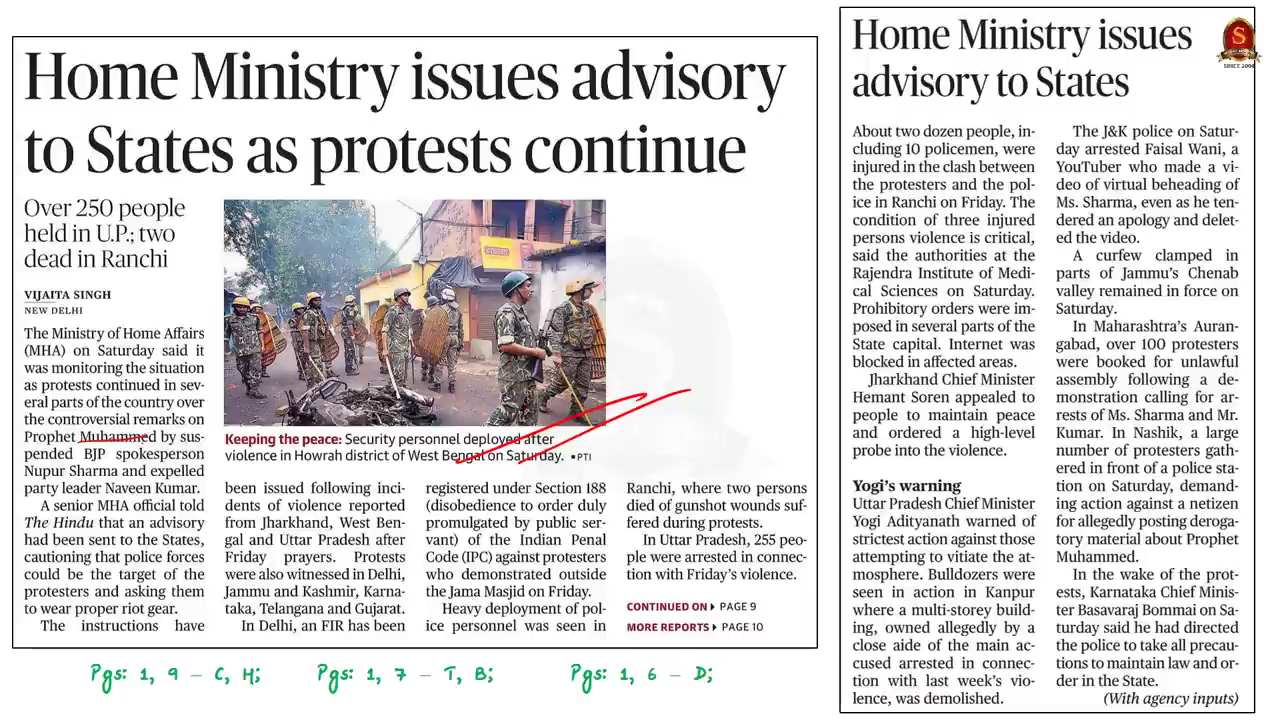 Home Ministry issues advisory
to States as protests continue
Over 250 people
held in U.P.; two
dead in Ranchi
VIJAITA SINGH
NEW DELHI
The Ministry of Home Affairs
(MHA) on Saturday said it
was monitoring the situation
as protests continued in sev-
eral parts of the country over
the controversial remarks on
Prophet Muhammed by sus-
pended BJP spokesperson
Nupur Sharma and expelled
party leader Naveen Kumar.
A senior MHA official told
The Hindu that an advisory
had been sent to the States,
cautioning that police forces
could be the target of the
protesters and asking them
to wear proper riot gear.
The instructions have
Keeping the peace: Security personnel deployed after
violence in Howrah district of West Bengal on Saturday. ▪PTI
been issued following inci-
dents of violence reported
from Jharkhand, West Ben-
gal and Uttar Pradesh after
Friday prayers. Protests
were also witnessed in Delhi,
Jammu and Kashmir, Karna-
taka, Telangana and Gujarat.
In Delhi, an FIR has been
registered under Section 188
(disobedience to order duly
promulgated by public ser-
vant) of the Indian Penal
Code (IPC) against protesters
who demonstrated outside
the Jama Masjid on Friday.
Heavy deployment of pol-
ice personnel was seen in
Ranchi, where two persons
died of gunshot wounds suf-
fered during protests.
In Uttar Pradesh, 255 peo-
ple were arrested in connec-
tion with Friday's violence.
CONTINUED ON ▸ PAGE 9
MORE REPORTS ▸ PAGE 10
Pgs: 1, 9 – C, H; Pgs: 1, 7 – T, B; Pgs: 1, 6 – D;
Home Ministry issues
advisory to States
S
SINCE 2004
About two dozen people, in-
cluding 10 policemen, were
injured in the clash between
the protesters and the pol-
ice in Ranchi on Friday. The
condition of three injured
persons violence is critical,
said the authorities at the
Rajendra Institute of Medi-
cal Sciences on Saturday.
Prohibitory orders were im-
posed in several parts of the
State capital. Internet was
blocked in affected areas.
Jharkhand Chief Minister
Hemant Soren appealed to
people to maintain peace
and ordered a high-level
probe into the violence.
Yogi's warning
Uttar Pradesh Chief Minister
Yogi Adityanath warned of
strictest action against those
attempting to vitiate the at-
mosphere. Bulldozers were
seen in action in Kanpur
where a multi-storey build-
ing, owned allegedly by a
close aide of the main ac-
cused arrested in connec-
tion with last week's vio-
lence, was demolished.
The J&K police on Satur-
day arrested Faisal Wani, a
YouTuber who made a vi-
deo of virtual beheading of
Ms. Sharma, even as he ten-
dered an apology and delet-
ed the video.
A curfew clamped in
parts of Jammu's Chenab
valley remained in force on
Saturday.
In Maharashtra's Auran-
gabad, over 100 protesters
were booked for unlawful
assembly following a de-
monstration calling for ar-
rests of Ms. Sharma and Mr.
Kumar. In Nashik, a large
number of protesters gath-
ered in front of a police sta-
tion on Saturday, demand-
ing action against a netizen
for allegedly posting deroga-
tory material about Prophet
Muhammed.
In the wake of the prot-
ests, Karnataka Chief Minis-
ter Basavaraj Bommai on Sa-
turday said he had directed
the police to take all precau-
tions to maintain law and or-
der in the State.
(With agency inputs)